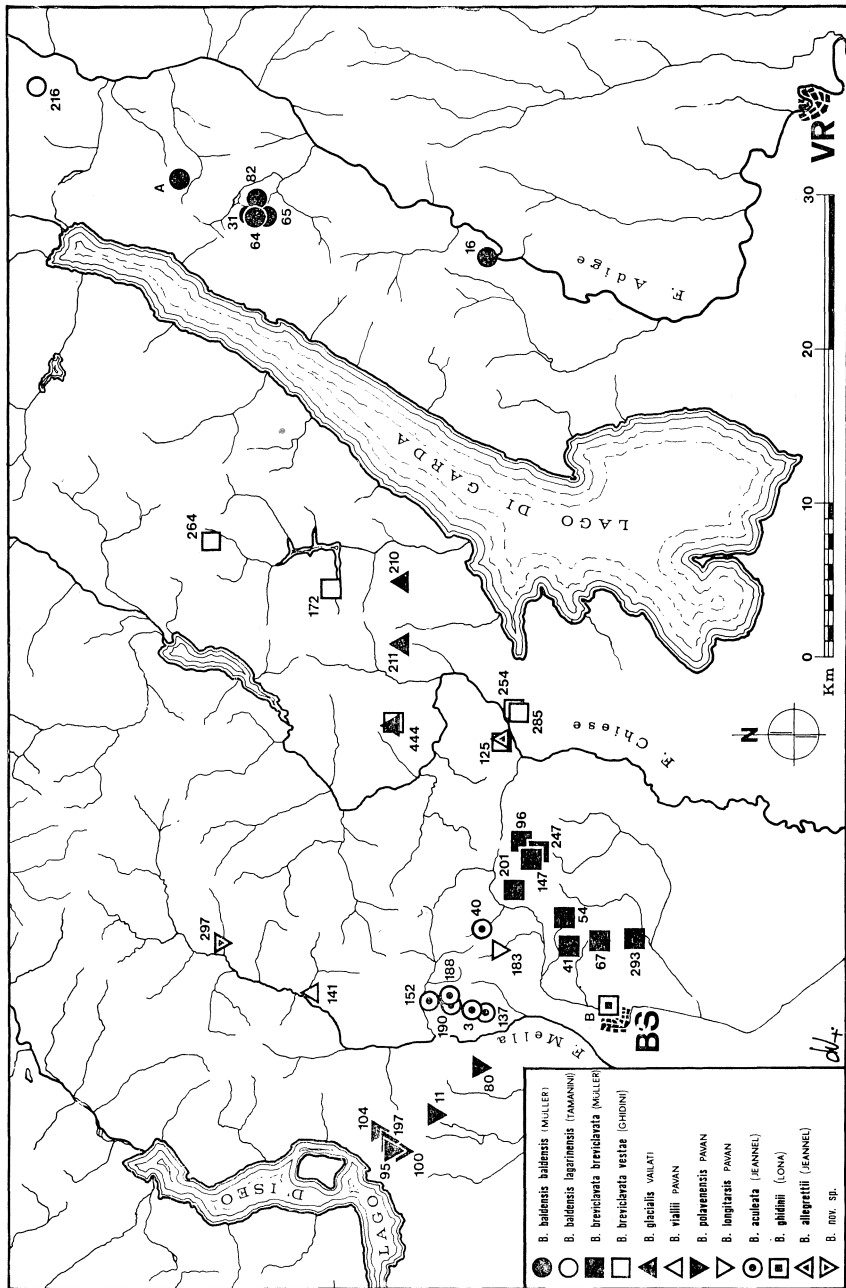 216
A
82
31
64
65
16
F. Adige
VR
LAGO DI GARDA
264
172
210
211
444
254
285
125
F. Chiese
N
Km 0 10 20 30
297
141
96
247
147
201
54
41
67
293
40
183
152
188
190
3
137
F. Mella
B
BS
80
11
104
197
95
100
LAGO D'ISEO
B. baldensis baldensis (MÜLLER)
B. baldensis lagarinensis (TAMANINI)
B. breviclavata breviclavata (MÜLLER)
B. breviclavata vestae (GHIDINI)
B. glacialis VAILATI
B. viallii PAVAN
B. polavenensis PAVAN
B. longitarsis PAVAN
B. aculeata (JEANNEL)
B. ghidinii (LONA)
B. allegrettii (JEANNEL)
B. nov. sp.